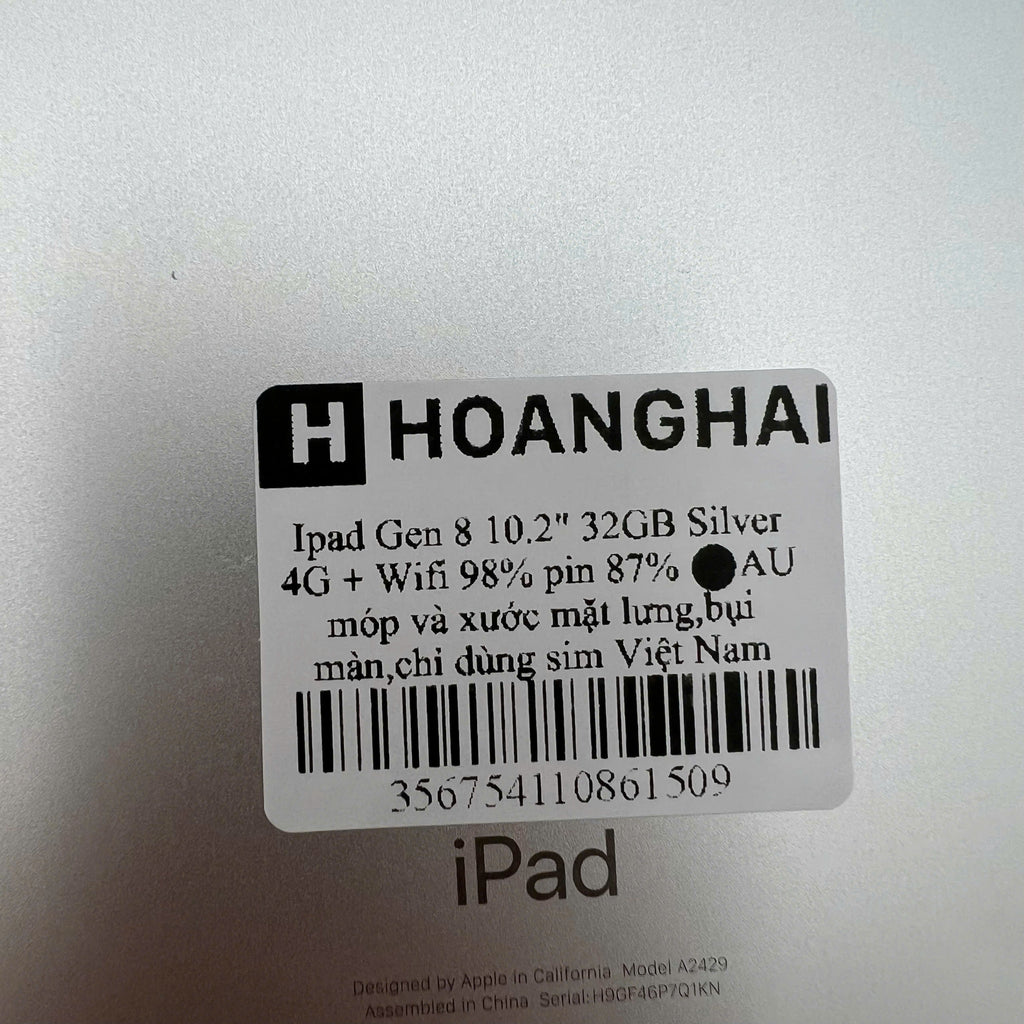 H HOANGHAI
Ipad Gen 8 10.2" 32GB Silver
4G + Wifi 98% pin 87% ●AU
móp và xước mặt lưng,bụi
màn,chỉ dùng sim Việt Nam
356754110861509
iPad
Designed by Apple in California Model A2429
Assembled in China Serial:H9GF46P7Q1KN